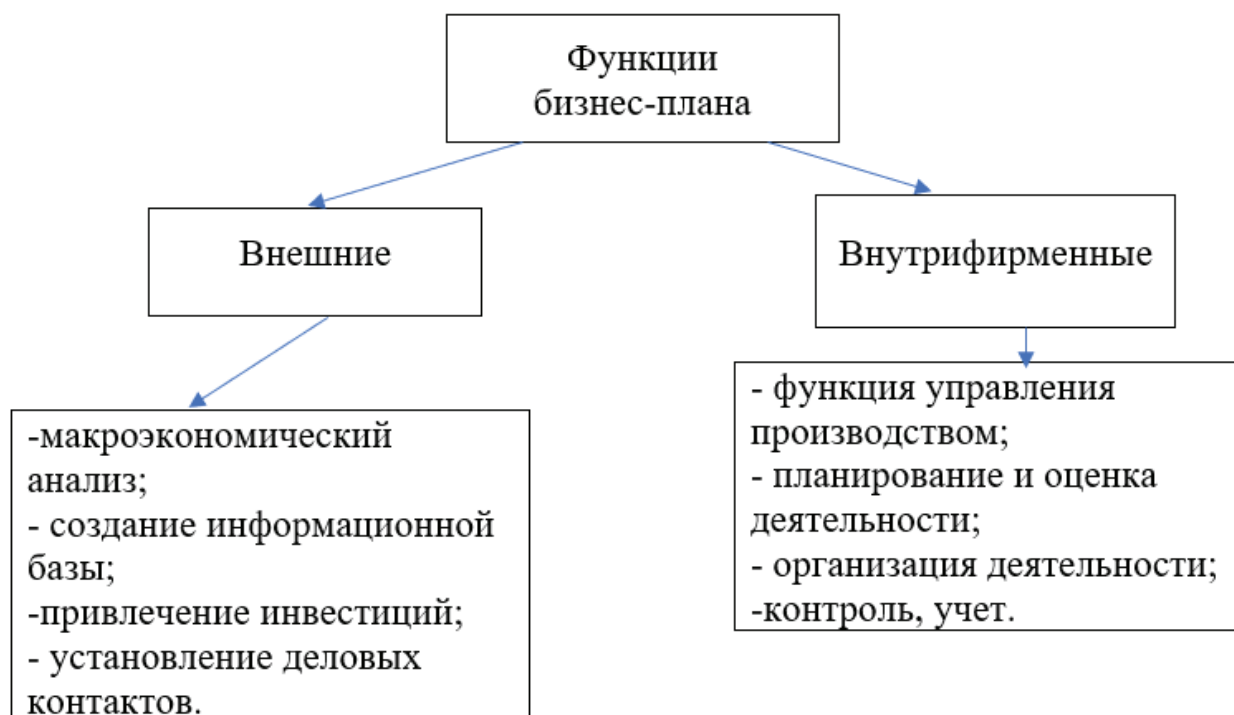 Функции
бизнес-плана
Внешние
Внутрифирменные
-макроэкономический
анализ;
- создание информационной
базы;
-привлечение инвестиций;
- установление деловых
контактов.
- функция управления
производством;
- планирование и оценка
деятельности;
- организация деятельности;
-контроль, учет.